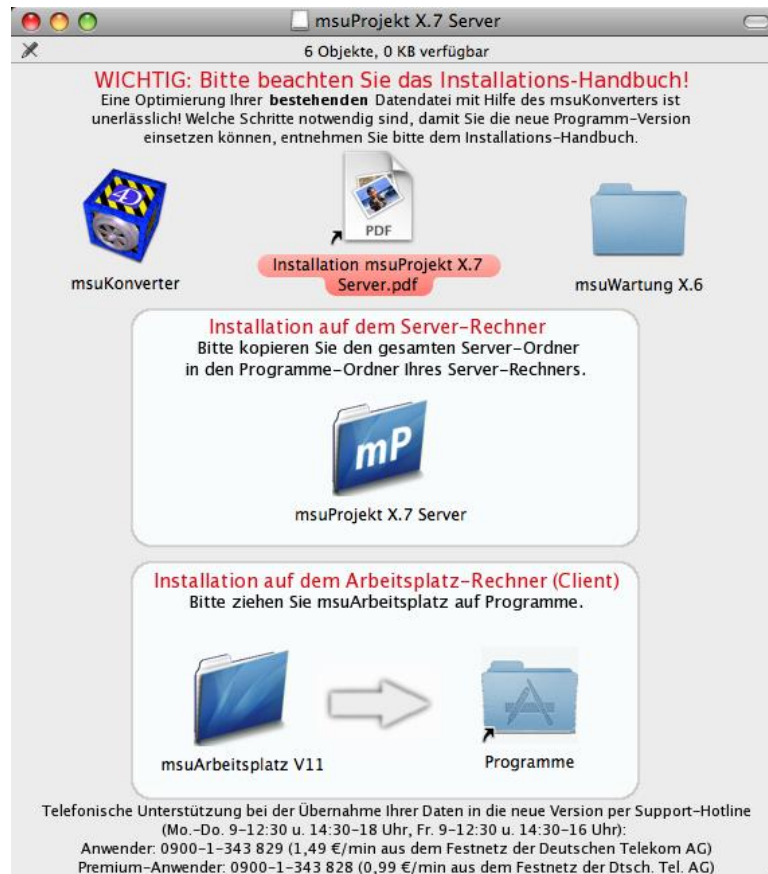 msuProjekt X.7 Server
6 Objekte, 0 KB verfügbar
WICHTIG: Bitte beachten Sie das Installations-Handbuch!
Eine Optimierung Ihrer bestehenden Datendatei mit Hilfe des msuKonverters ist
unerlässlich! Welche Schritte notwendig sind, damit Sie die neue Programm-Version
einsetzen können, entnehmen Sie bitte dem Installations-Handbuch.
4D
PDF
msuKonverter
Installation msuProjekt X.7
Server.pdf
msuWartung X.6
Installation auf dem Server-Rechner
Bitte kopieren Sie den gesamten Server-Ordner
in den Programme-Ordner Ihres Server-Rechners.
mP
msuProjekt X.7 Server
Installation auf dem Arbeitsplatz-Rechner (Client)
Bitte ziehen Sie msuArbeitsplatz auf Programme.
msuArbeitsplatz V11
Programme
Telefonische Unterstützung bei der Übernahme Ihrer Daten in die neue Version per Support-Hotline
(Mo.-Do. 9-12:30 u. 14:30-18 Uhr, Fr. 9-12:30 u. 14:30-16 Uhr):
Anwender: 0900-1-343 829 (1,49 €/min aus dem Festnetz der Deutschen Telekom AG)
Premium-Anwender: 0900-1-343 828 (0,99 €/min aus dem Festnetz der Dtsch. Tel. AG)